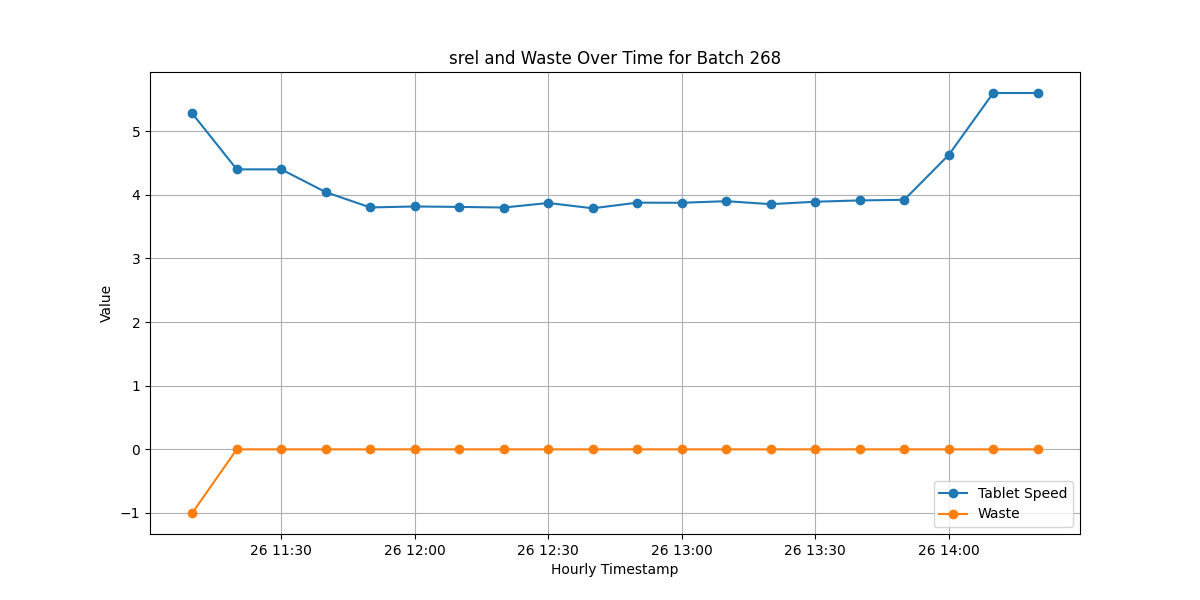 srel and Waste Over Time for Batch 268
Value
5
4
3
2
1
0
−1
Tablet Speed
Waste
26 11:30 26 12:00 26 12:30 26 13:00 26 13:30 26 14:00
Hourly Timestamp